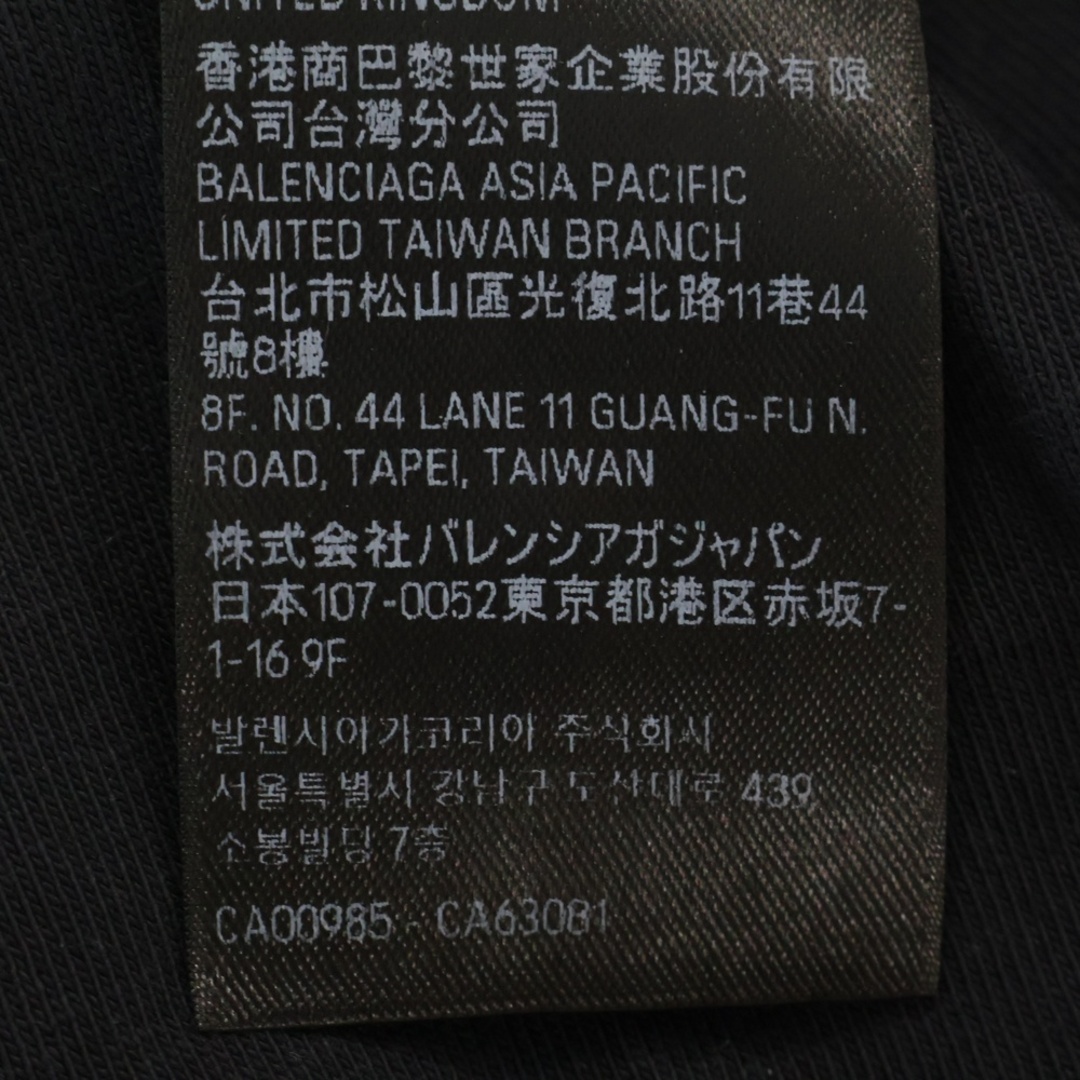 UNITED KINGDOM
香港商巴黎世家企業股份有限
公司台灣分公司
BALENCIAGA ASIA PACIFIC
LIMITED TAIWAN BRANCH
台北市松山區光復北路11巷44
號8樓
8F. NO. 44 LANE 11 GUANG-FU N.
ROAD, TAPEI, TAIWAN
株式会社バレンシアガジャパン
日本107-0052東京都港区赤坂7-
1-16 9F
발렌시아가코리아 주식회사
서울특별시 강남구 도산대로 439,
소봉빌딩 7층
CA00985 - CA63081